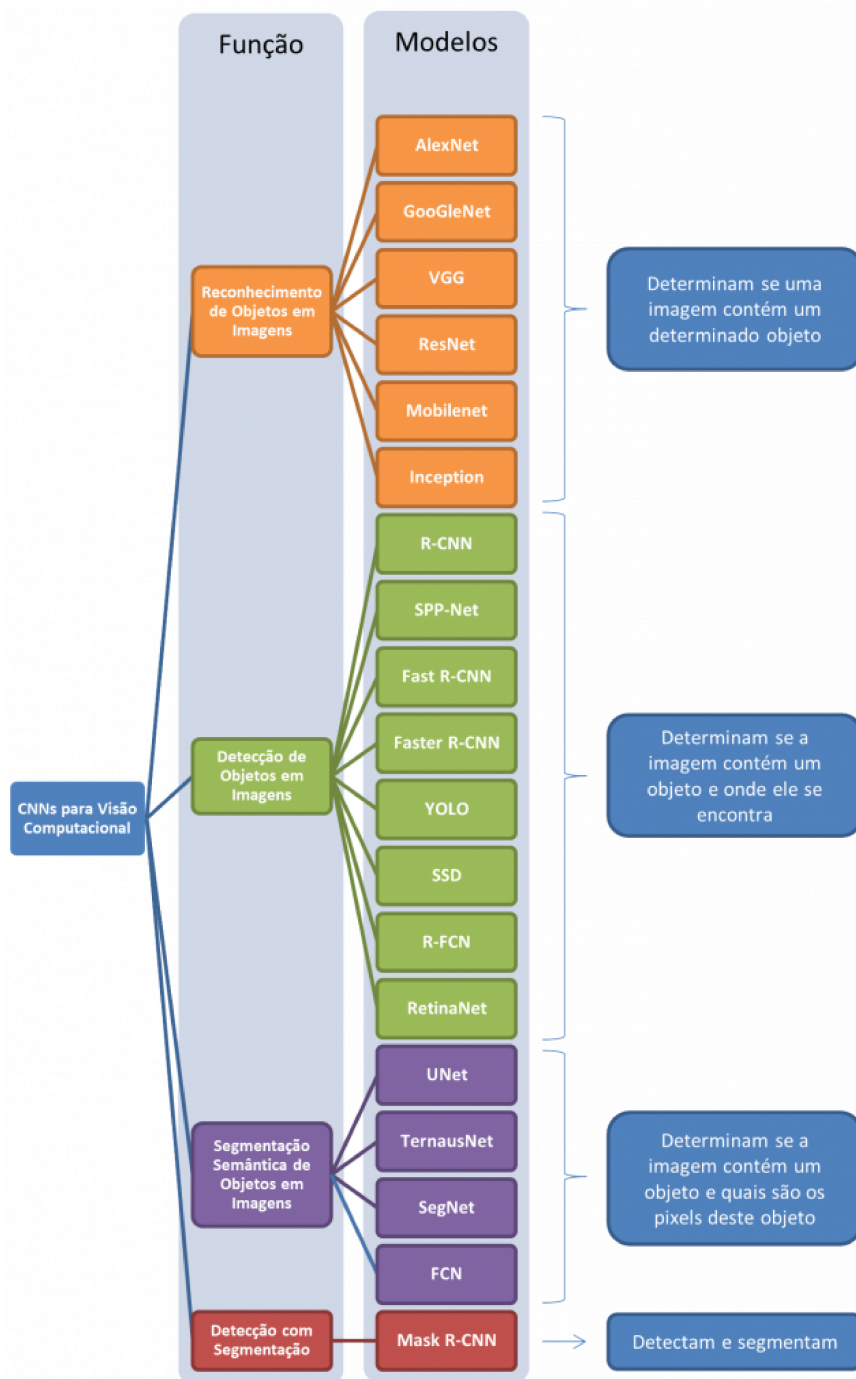 Função
Modelos
CNNs para Visão
Computacional
Reconhecimento
de Objetos em
Imagens
AlexNet
GooGleNet
VGG
ResNet
Mobilenet
Inception
Determinam se uma
imagem contém um
determinado objeto
Detecção de
Objetos em
Imagens
R-CNN
SPP-Net
Fast R-CNN
Faster R-CNN
YOLO
SSD
R-FCN
RetinaNet
Determinam se a
imagem contém um
objeto e onde ele se
encontra
Segmentação
Semântica de
Objetos em
Imagens
UNet
TernausNet
SegNet
FCN
Determinam se a
imagem contém um
objeto e quais são os
pixels deste objeto
Detecção com
Segmentação
Mask R-CNN
Detectam e segmentam